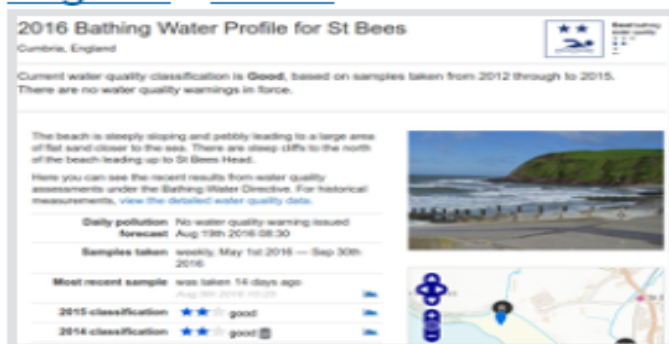 2016 Bathing Water Profile for St Bees
Cumbria, England
Good bathing
water quality
Current water quality classification is Good, based on samples taken from 2012 through to 2015.
There are no water quality warnings in force.
The beach is steeply sloping and pebbly leading to a large area
of flat sand closer to the sea. There are steep cliffs to the north
of the beach leading up to St Bees Head.
Here you can see the recent results from water quality
assessments under the Bathing Water Directive. For historical
measurements, view the detailed water quality data.
Daily pollution No water quality warning issued
forecast Aug 19th 2016 08:30
Samples taken weekly, May 1st 2016 — Sep 30th
2016
Most recent sample was taken 14 days ago
2015 classification good
2014 classification good